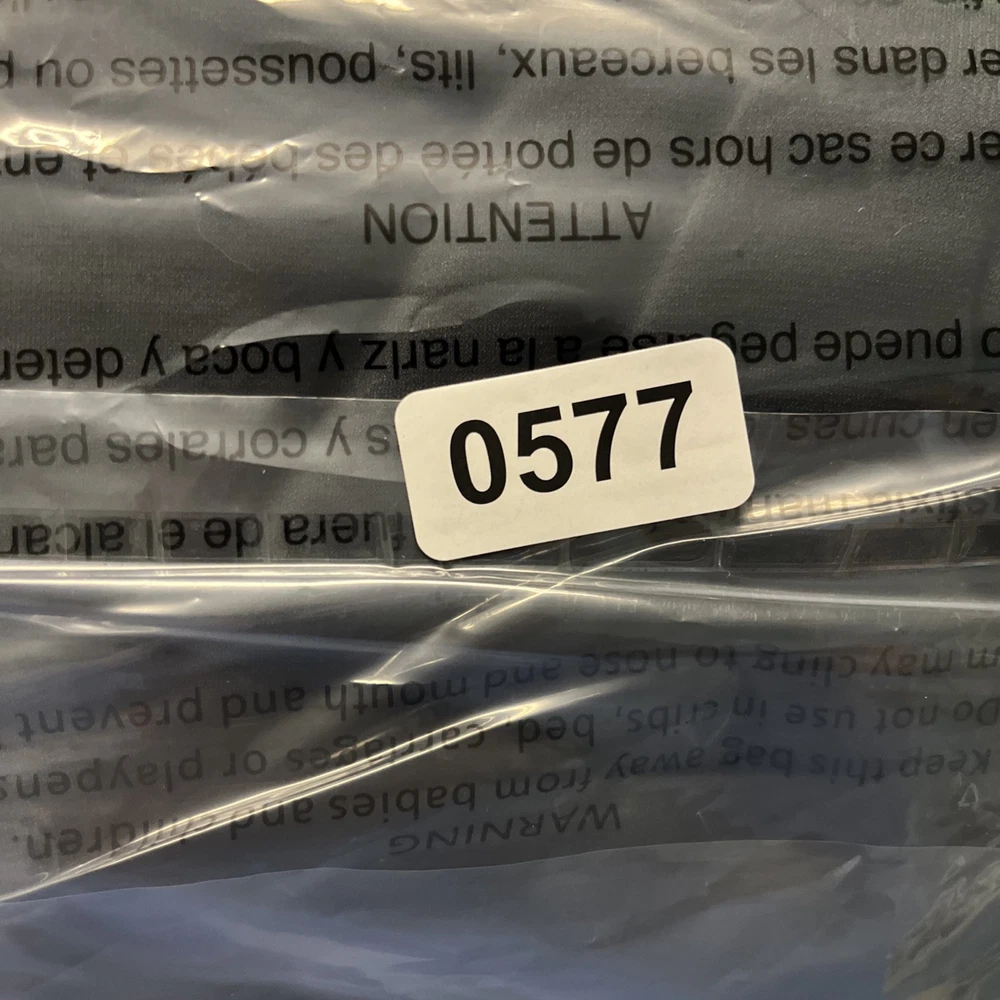 0577
WARNING
Keep this bag away from babies and children.
Do not use in cribs, bed, carriages or playpens
may cling to nose and mouth and prevent
fuera de el alcan
en cunas, s y corrales para
puede pegarse a la nariz y boca y deten
ATTENTION
er ce sac hors de portée des bébés et en
er dans les berceaux, lits, poussettes ou p